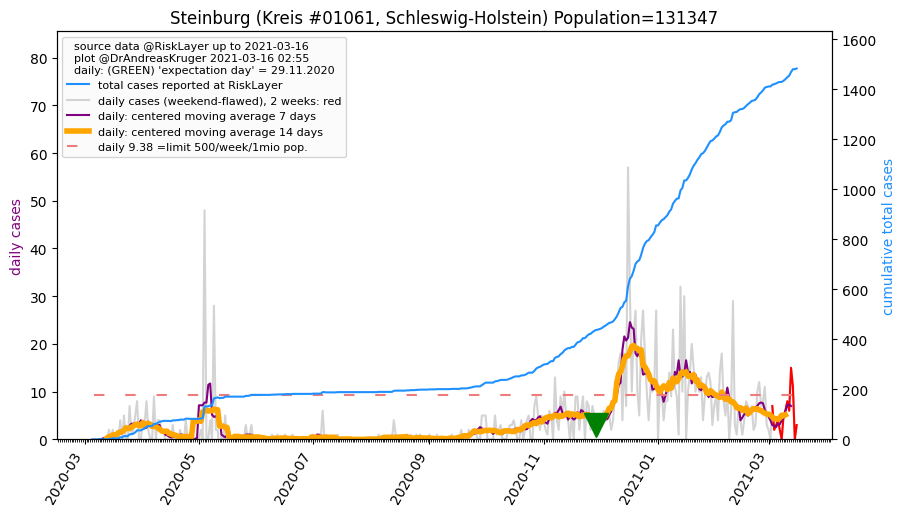 Steinburg (Kreis #01061, Schleswig-Holstein) Population=131347
source data @RiskLayer up to 2021-03-16
plot @DrAndreasKruger 2021-03-16 02:55
daily: (GREEN) 'expectation day' = 29.11.2020
total cases reported at RiskLayer
daily cases (weekend-flawed), 2 weeks: red
daily: centered moving average 7 days
daily: centered moving average 14 days
daily 9.38 =limit 500/week/1mio pop.
daily cases
80
70
60
50
40
30
20
10
0
cumulative total cases
1600
1400
1200
1000
800
600
400
200
0
2020-03
2020-05
2020-07
2020-09
2020-11
2021-01
2021-03